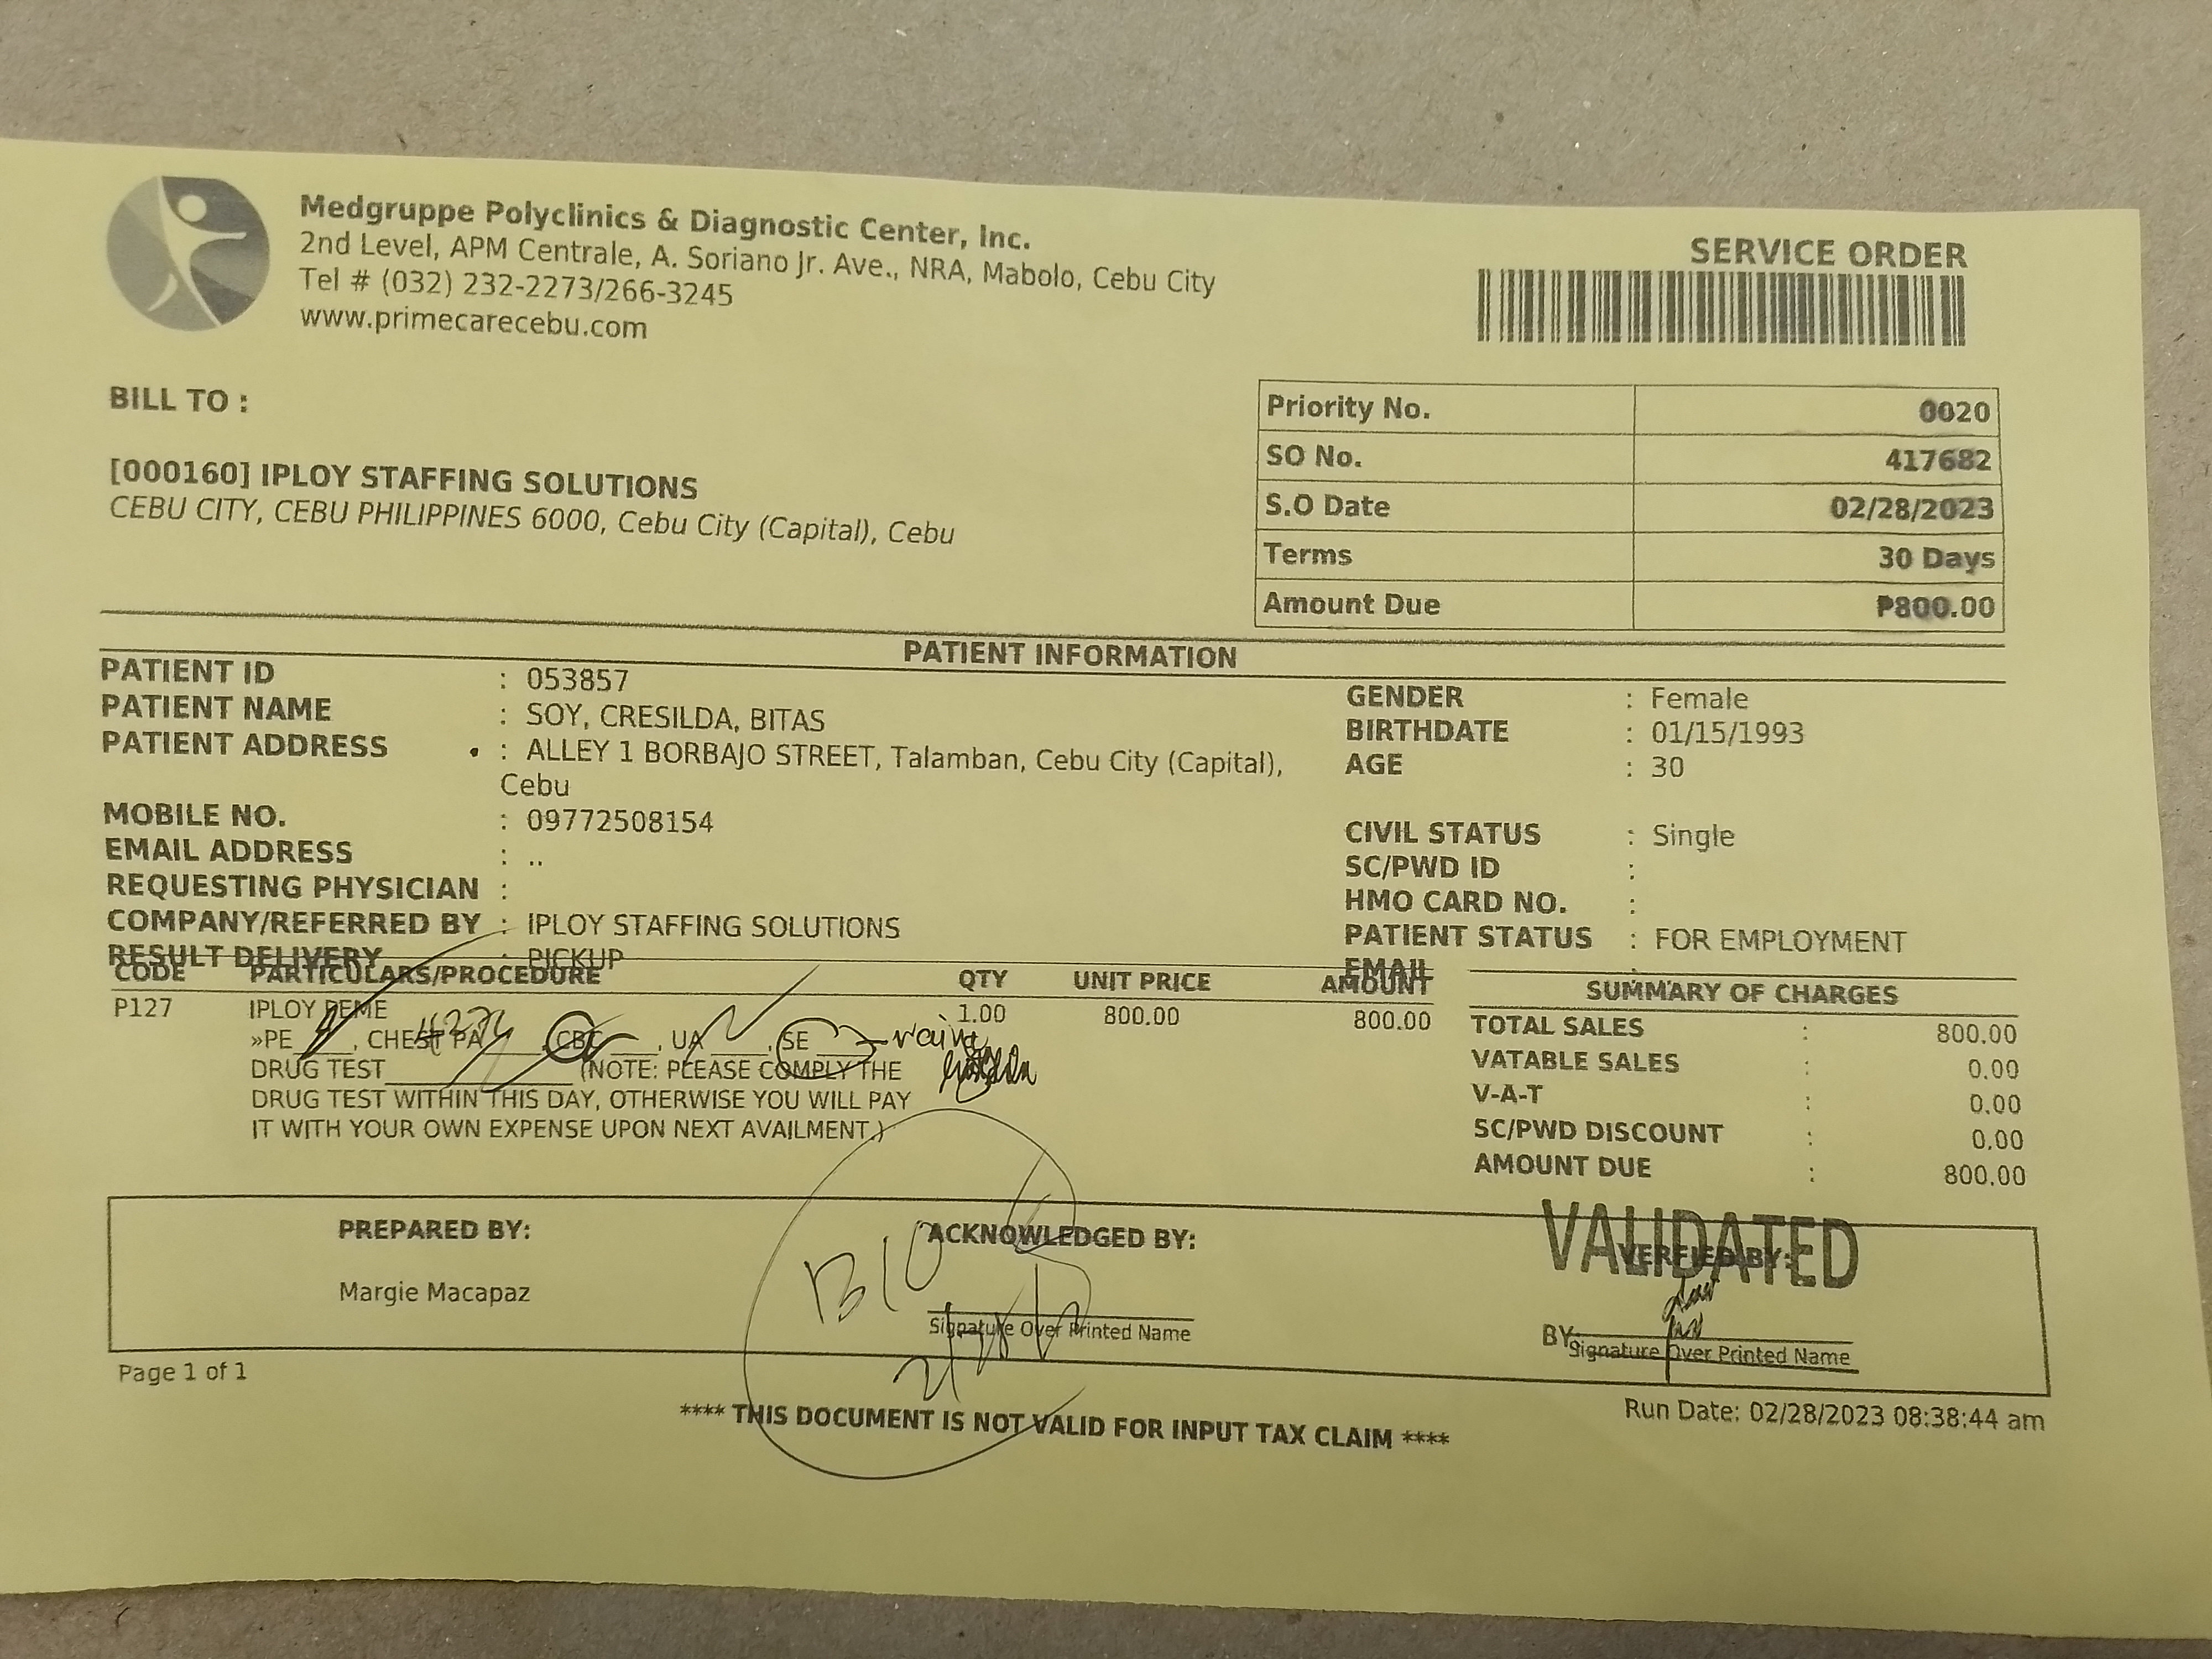 Medgruppe Polyclinics & Diagnostic Center, Inc.
2nd Level, APM Centrale, A. Soriano Jr. Ave., NRA, Mabolo, Cebu City
Tel # (032) 232-2273/266-3245
www.primecarecebu.com
SERVICE ORDER
BILL TO :
[000160] IPLOY STAFFING SOLUTIONS
CEBU CITY, CEBU PHILIPPINES 6000, Cebu City (Capital), Cebu
Priority No. 0020
SO No. 417682
S.O Date 02/28/2023
Terms 30 Days
Amount Due ₱800.00
PATIENT INFORMATION
PATIENT ID : 053857
PATIENT NAME : SOY, CRESILDA, BITAS
PATIENT ADDRESS : ALLEY 1 BORBAJO STREET, Talamban, Cebu City (Capital),
Cebu
MOBILE NO. : 09772508154
EMAIL ADDRESS : ..
REQUESTING PHYSICIAN :
COMPANY/REFERRED BY : IPLOY STAFFING SOLUTIONS
RESULT DELIVERY : PICKUP
GENDER : Female
BIRTHDATE : 01/15/1993
AGE : 30
CIVIL STATUS : Single
SC/PWD ID :
HMO CARD NO. :
PATIENT STATUS : FOR EMPLOYMENT
EMAIL :
CODE PARTICULARS/PROCEDURE QTY UNIT PRICE AMOUNT
P127 IPLOY PEME 1.00 800.00 800.00
»PE____, CHEST PA____, CBC____, UA____, SE____
DRUG TEST____________ (NOTE: PLEASE COMPLY THE
DRUG TEST WITHIN THIS DAY, OTHERWISE YOU WILL PAY
IT WITH YOUR OWN EXPENSE UPON NEXT AVAILMENT.)
SUMMARY OF CHARGES
TOTAL SALES : 800.00
VATABLE SALES : 0.00
V-A-T : 0.00
SC/PWD DISCOUNT : 0.00
AMOUNT DUE : 800.00
PREPARED BY:
Margie Macapaz
ACKNOWLEDGED BY:
BIO
Signature Over Printed Name
VALIDATED
VERFIED BY:
BY:
Signature Over Printed Name
Page 1 of 1
**** THIS DOCUMENT IS NOT VALID FOR INPUT TAX CLAIM ****
Run Date: 02/28/2023 08:38:44 am